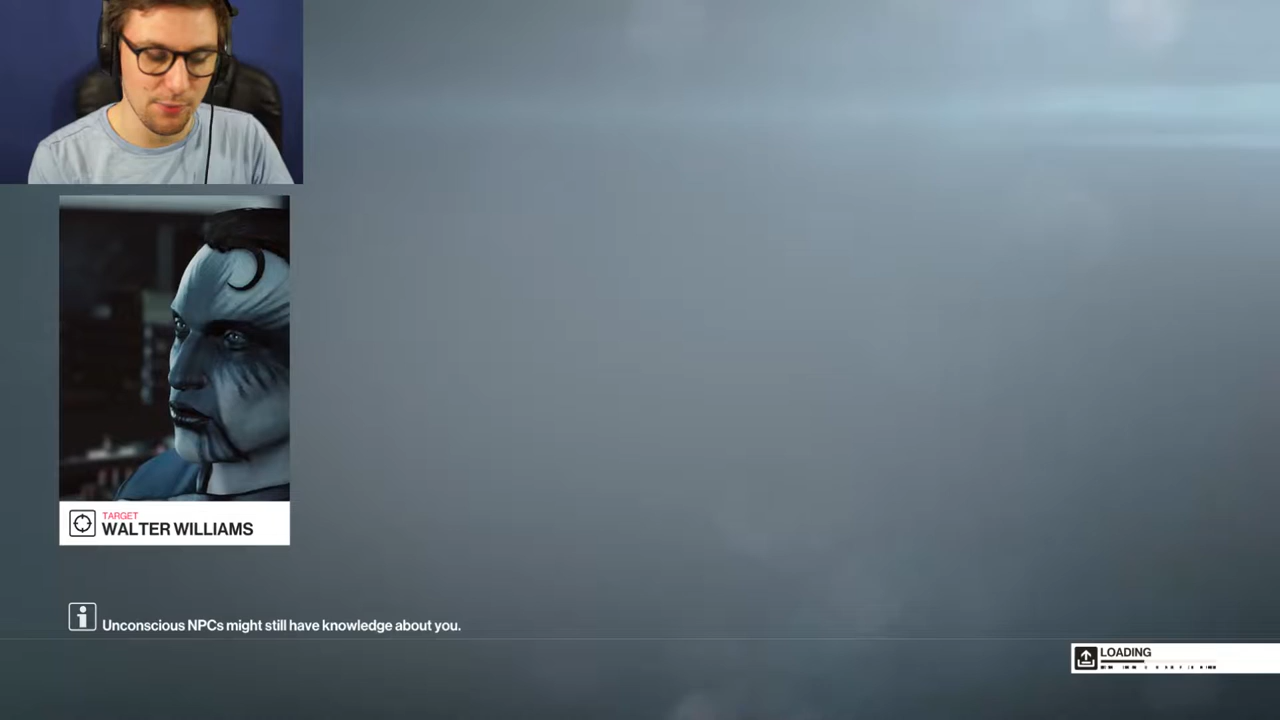 TARGET
WALTER WILLIAMS
Unconscious NPCs might still have knowledge about you.
LOADING